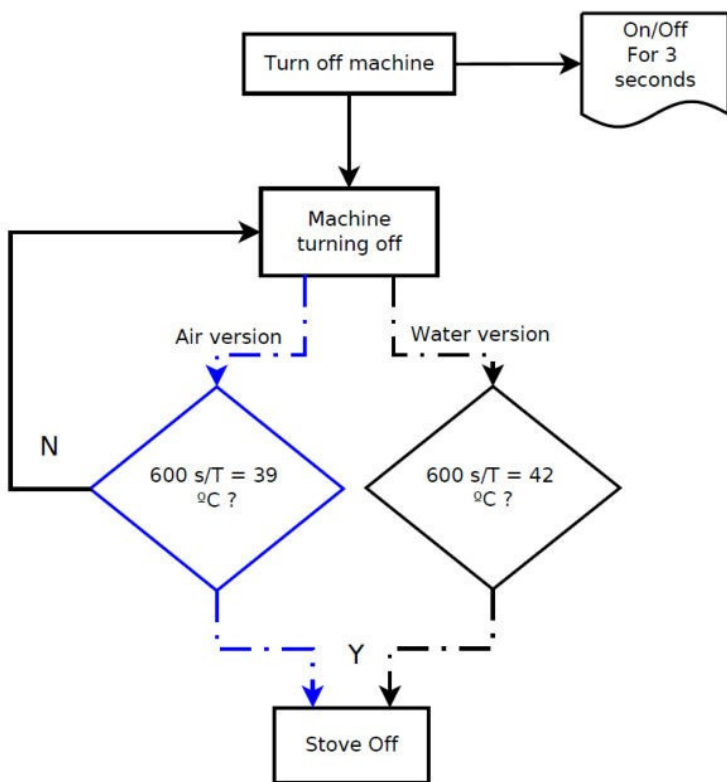 Turn off machine
On/Off
For 3
seconds
Machine
turning off
Air version
Water version
N
600 s/T = 39
ºC ?
600 s/T = 42
ºC ?
Y
Stove Off